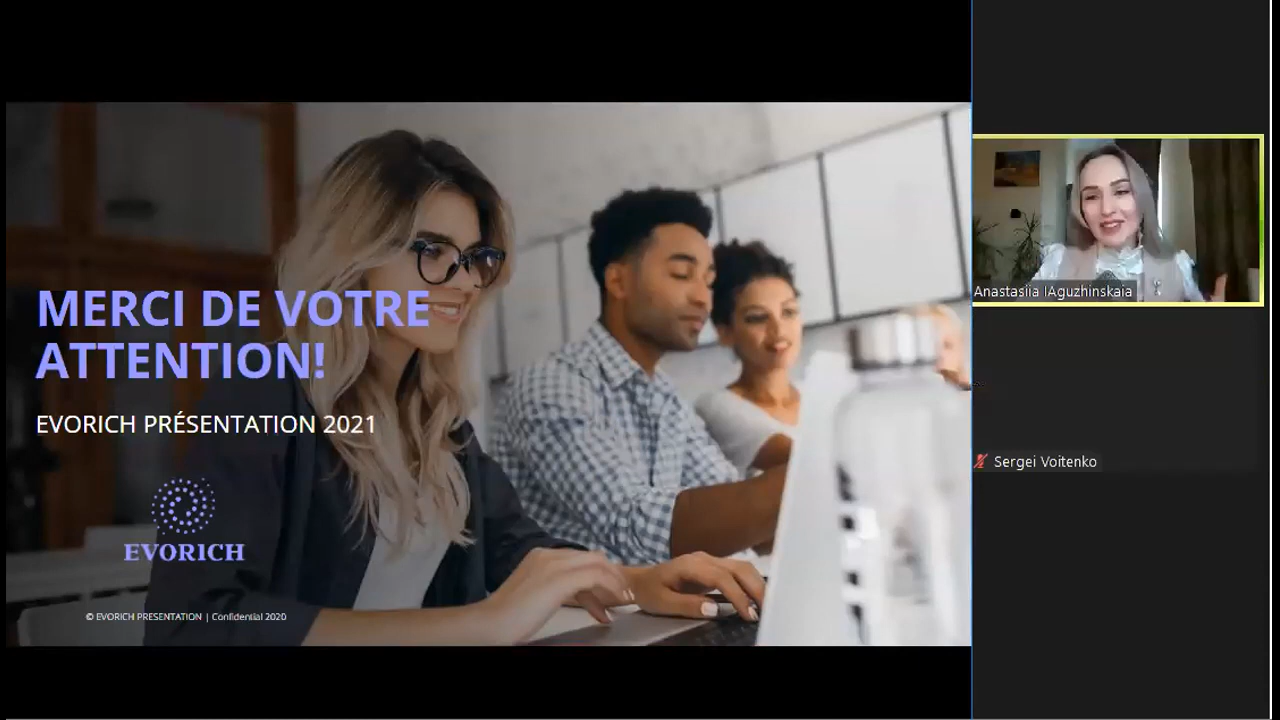 MERCI DE VOTRE
ATTENTION!
EVORICH PRÉSENTATION 2021
EVORICH
© EVORICH PRESENTATION | Confidential 2020
Anastasiia IAguzhinskaia
Sergei Voitenko